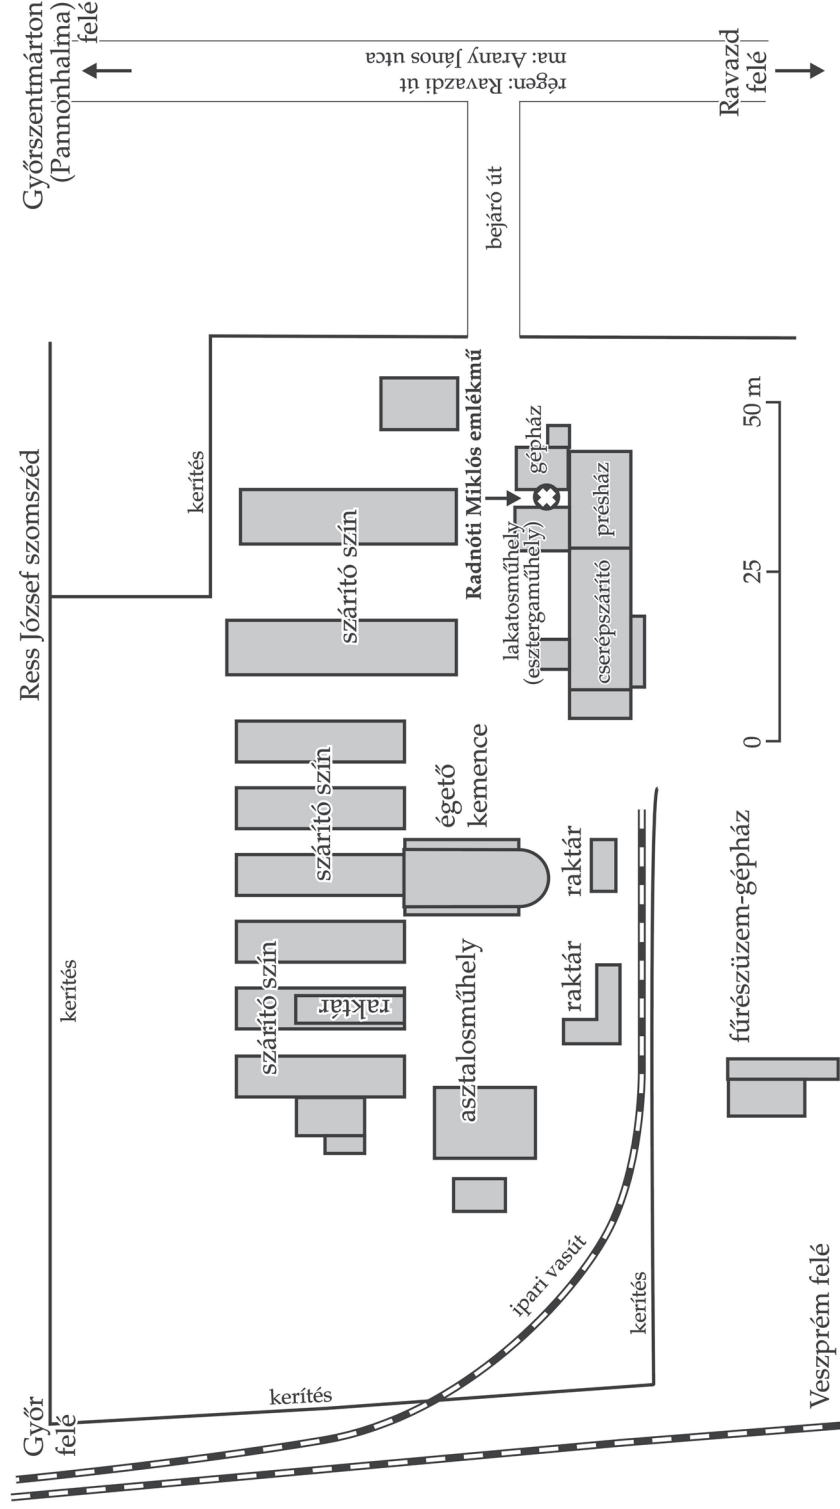 Győrszentmárton
(Pannonhalma)
felé
régen: Ravazdi út
ma: Arany János utca
Ravazd
felé
bejáró út
Ress József szomszéd
kerítés
kerítés
szárító szín
Radnóti Miklós emlékmű
gépház
lakatosműhely
(esztergaműhely)
présház
cserépszárító
0
25
50 m
szárító szín
égető
kemence
szárító szín
raktár
raktár
raktár
asztalosműhely
fűrészüzem-gépház
ipari vasút
kerítés
kerítés
Győr
felé
Veszprém felé